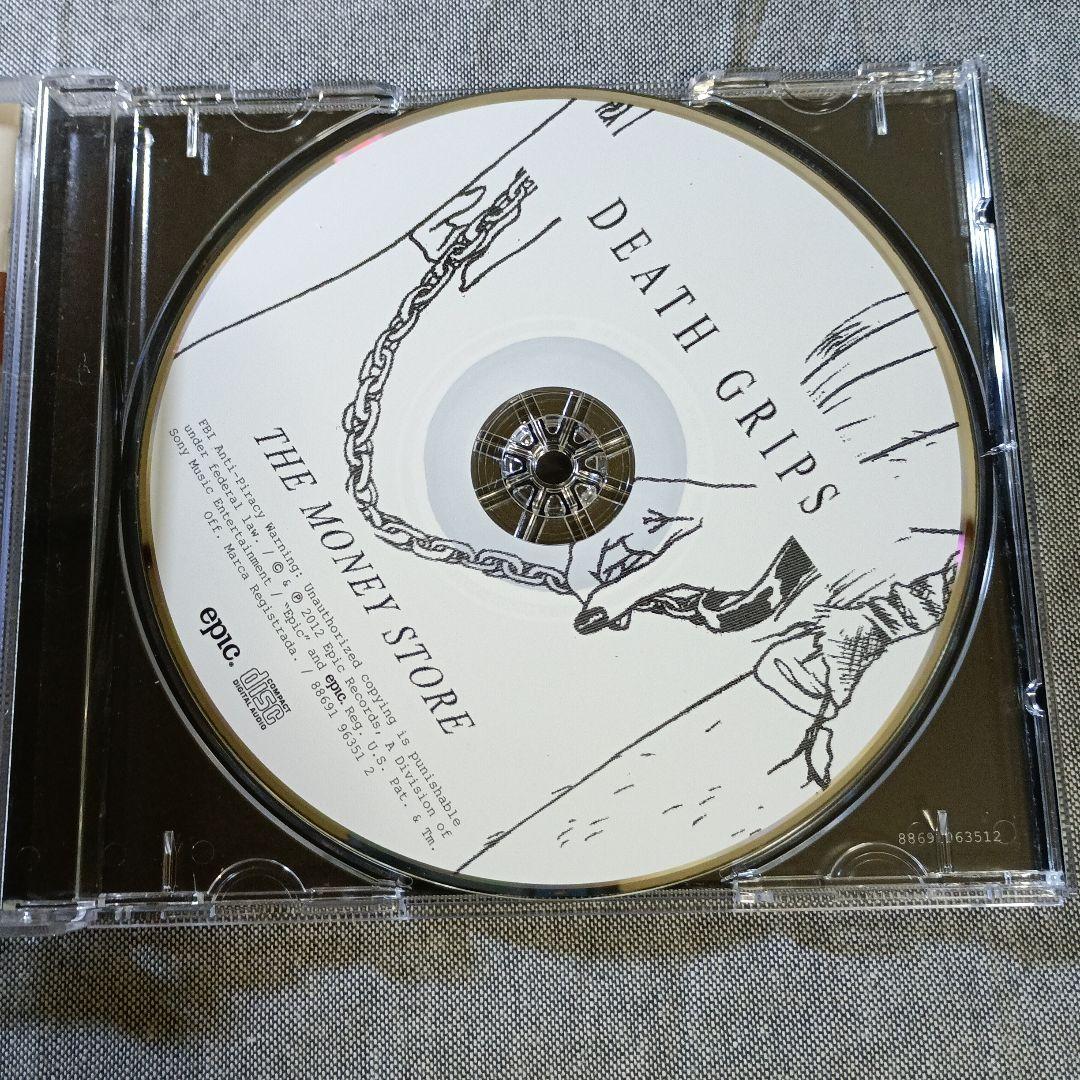 DEATH GRIPS
THE MONEY STORE
FBI Anti-Piracy Warning: Unauthorized copying is punishable
under federal law. / © & ℗ 2012 Epic Records, A Division of
Sony Music Entertainment / "Epic" and epic. Reg. U.S. Pat. & Tm.
Off. Marca Registrada. / 88691 96351 2
epic.
COMPACT
disc
DIGITAL AUDIO